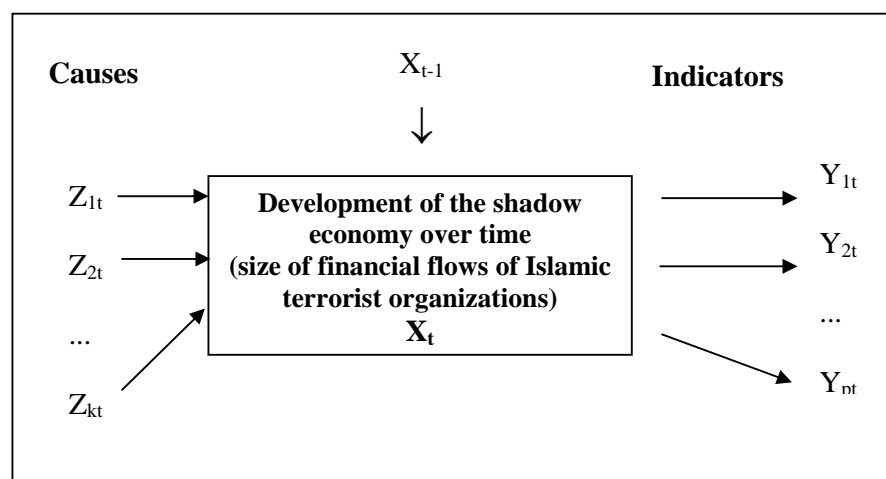 Causes
X_{t-1}
Indicators
Z_{1t}
Z_{2t}
...
Z_{kt}
Development of the shadow
economy over time
(size of financial flows of Islamic
terrorist organizations)
X_t
Y_{1t}
Y_{2t}
...
Y_{pt}